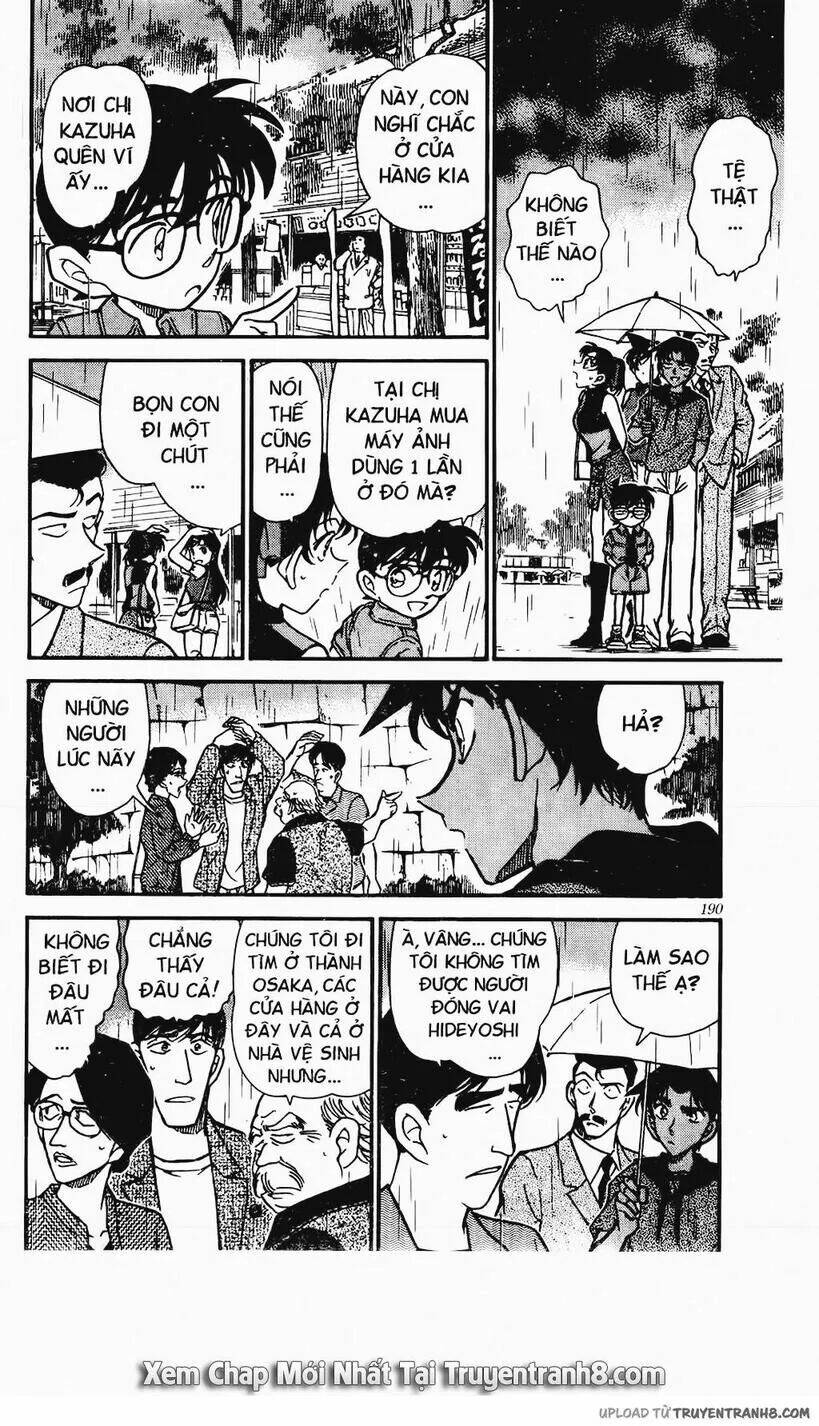 TỆ
THẬT
...
KHÔNG
BIẾT
THẾ NÀO
...
NÀY, CON
NGHĨ CHẮC
Ở CỬA
HÀNG KIA
...
NƠI CHỊ
KAZUHA
QUÊN VÍ
ẤY...
TẠI CHỊ
KAZUHA MUA
MÁY ẢNH
DÙNG 1 LẦN
Ở ĐÓ MÀ?
NÓI
THẾ
CŨNG
PHẢI
...
BỌN CON
ĐI MỘT
CHÚT
...
HẢ?
NHỮNG
NGƯỜI
LÚC NÃY
...
190
LÀM SAO
THẾ Ạ?
À, VÂNG... CHÚNG
TÔI KHÔNG TÌM
ĐƯỢC NGƯỜI
ĐÓNG VAI
HIDEYOSHI
...
CHÚNG TÔI ĐI
TÌM Ở THÀNH
OSAKA, CÁC
CỬA HÀNG Ở
ĐÂY VÀ CẢ Ở
NHÀ VỆ SINH
NHƯNG...
CHẲNG
THẤY
ĐÂU CẢ!
KHÔNG
BIẾT ĐI
ĐÂU
MẤT
...
Xem Chap Mới Nhất Tại Truyentranh8.com
UPLOAD TỪ TRUYENTRANH8.COM